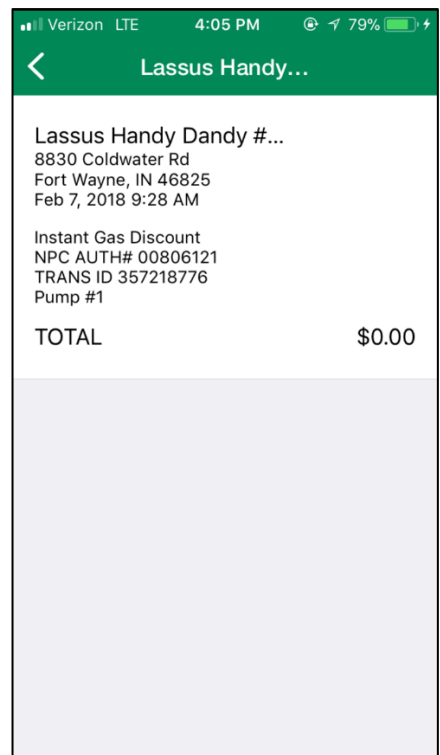 Verizon LTE 4:05 PM 79%
Lassus Handy...
Lassus Handy Dandy #...
8830 Coldwater Rd
Fort Wayne, IN 46825
Feb 7, 2018 9:28 AM
Instant Gas Discount
NPC AUTH# 00806121
TRANS ID 357218776
Pump #1
TOTAL $0.00